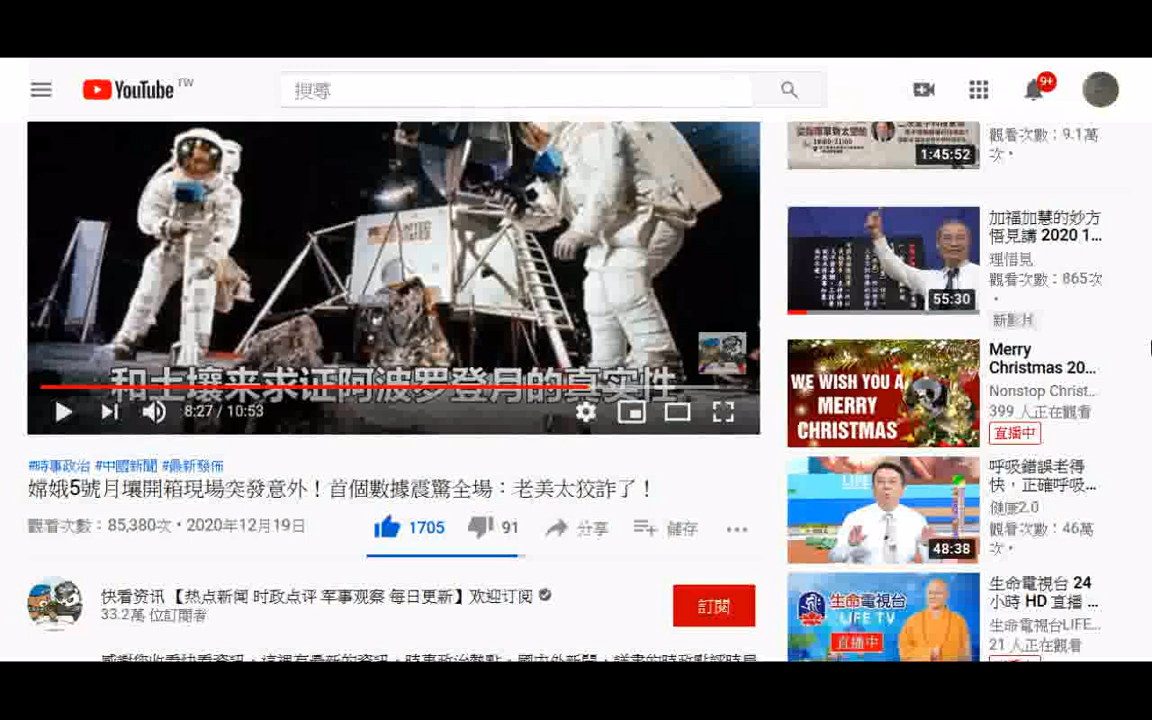 YouTube RW
搜尋
9+
和土壤来求证阿波罗登月的真实性
8:27 / 10:53
#時事政治 #中國新聞 #最新發佈
嫦娥5號月壤開箱現場突發意外！首個數據震驚全場：老美太狡詐了！
觀看次數：85,380次 • 2020年12月19日
1705
91
分享
儲存
快看资讯 【热点新闻 时政点评 军事观察 每日更新】欢迎订阅
33.2萬 位訂閱者
訂閱
19:00-21:00
1:45:52
觀看次數：9.1萬
次 •
55:30
加福加慧的妙方
悟見講 2020 1...
理悟見
觀看次數：865次
•
新影片
WE WISH YOU A
MERRY
CHRISTMAS
Merry
Christmas 20...
Nonstop Christ...
399 人正在觀看
直播中
LIVE
48:38
呼吸錯誤老得
快，正確呼吸...
健康2.0
觀看次數：46萬
次 •
生命電視台
LIFE TV
直播中
生命電視台 24
小時 HD 直播 ...
生命電視台LIFE...
21 人正在觀看